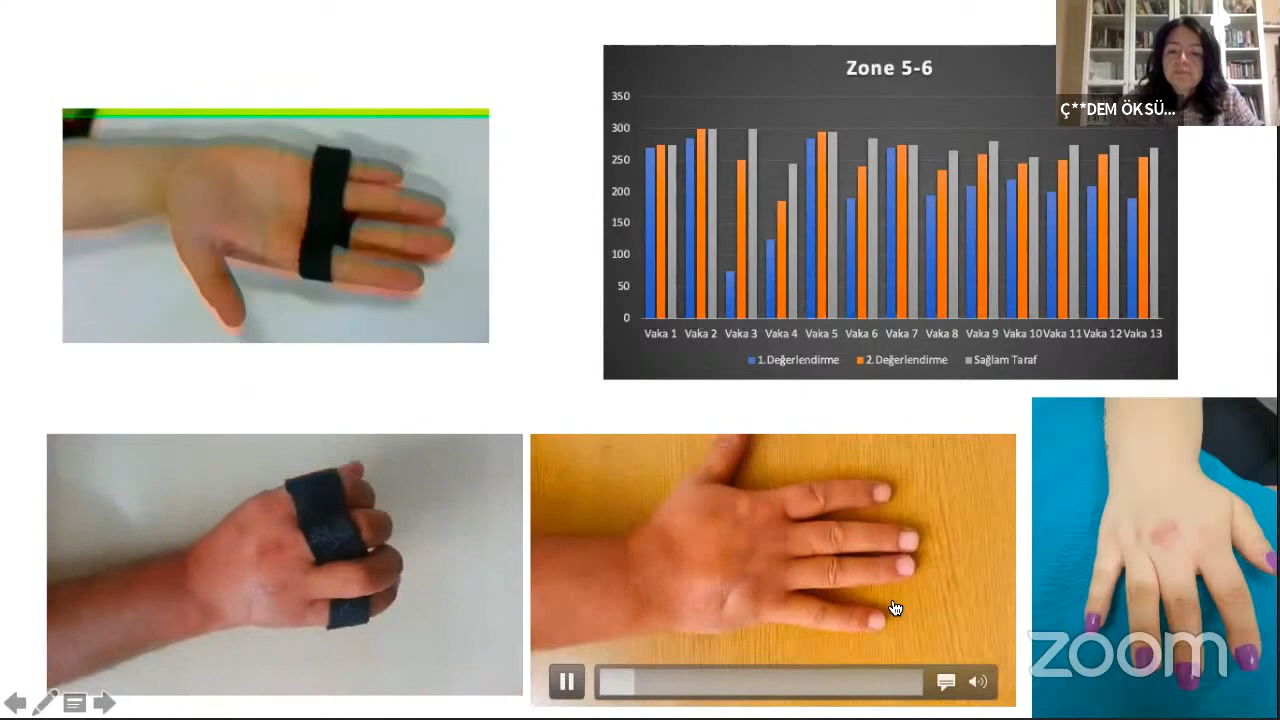 Zone 5-6
Ç**DEM ÖKSÜ...
350
300
250
200
150
100
50
0
Vaka 1 Vaka 2 Vaka 3 Vaka 4 Vaka 5 Vaka 6 Vaka 7 Vaka 8 Vaka 9 Vaka 10 Vaka 11 Vaka 12 Vaka 13
1.Değerlendirme 2.Değerlendirme Sağlam Taraf
zoom